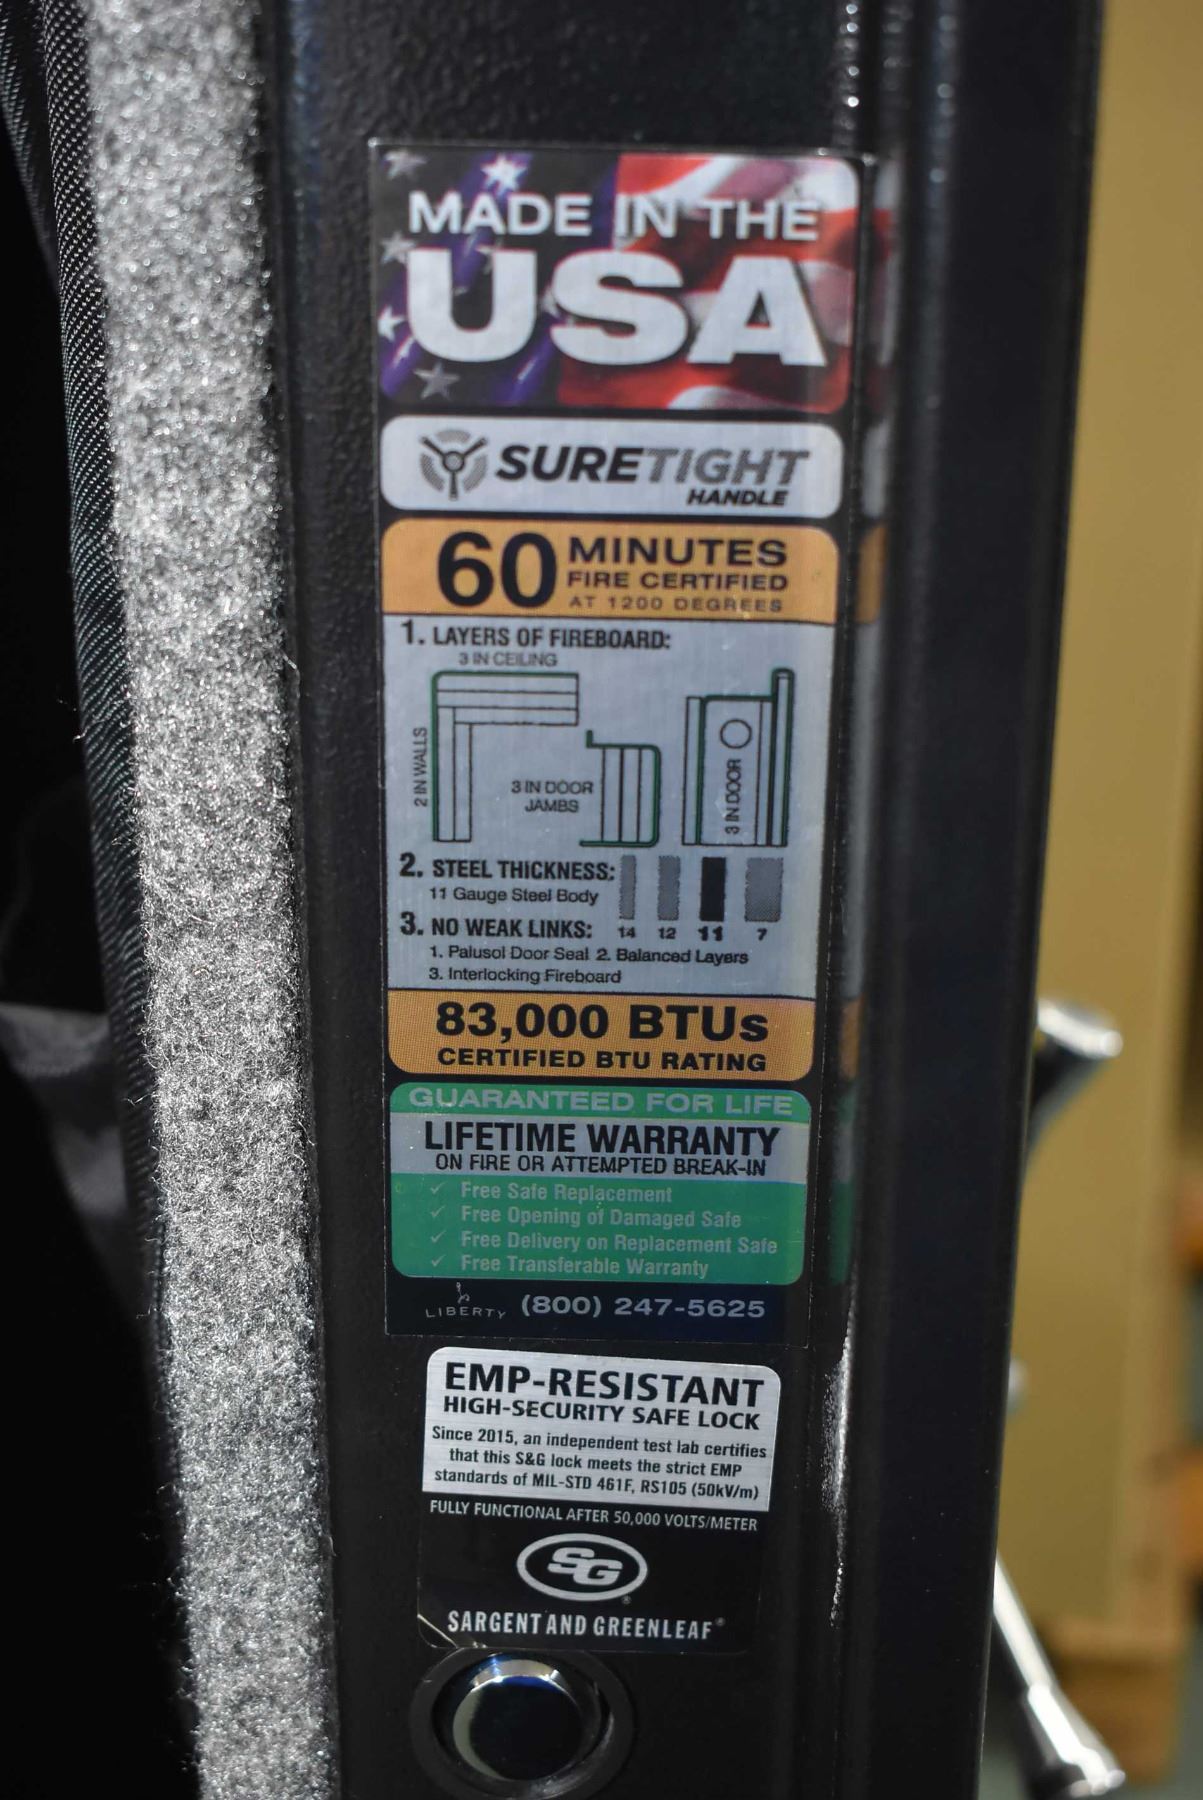 MADE IN THE
USA
SURETIGHT
HANDLE
60 MINUTES
FIRE CERTIFIED
AT 1200 DEGREES
1. LAYERS OF FIREBOARD:
3 IN CEILING
2 IN WALLS
3 IN DOOR
JAMBS
3 IN DOOR
2. STEEL THICKNESS:
11 Gauge Steel Body
14 12 11 7
3. NO WEAK LINKS:
1. Palusol Door Seal 2. Balanced Layers
3. Interlocking Fireboard
83,000 BTUs
CERTIFIED BTU RATING
GUARANTEED FOR LIFE
LIFETIME WARRANTY
ON FIRE OR ATTEMPTED BREAK-IN
✓ Free Safe Replacement
✓ Free Opening of Damaged Safe
✓ Free Delivery on Replacement Safe
✓ Free Transferable Warranty
LIBERTY (800) 247-5625
EMP-RESISTANT
HIGH-SECURITY SAFE LOCK
Since 2015, an independent test lab certifies
that this S&G lock meets the strict EMP
standards of MIL-STD 461F, RS105 (50kV/m)
FULLY FUNCTIONAL AFTER 50,000 VOLTS/METER
SG®
SARGENT AND GREENLEAF®